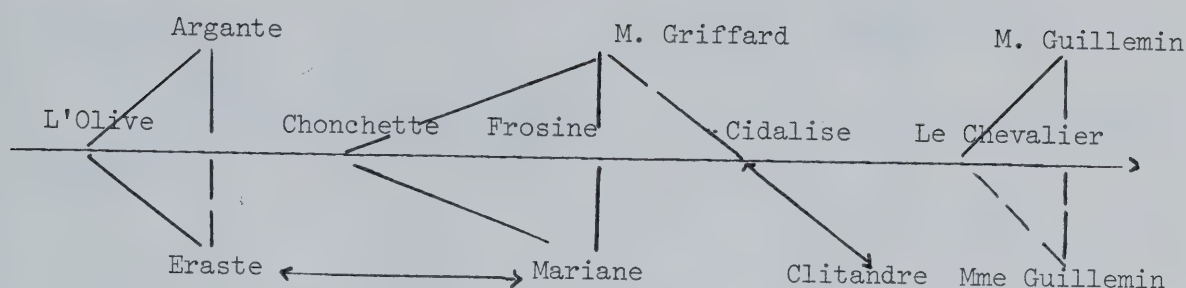 Argante M. Griffard M. Guillemin
L'Olive Chonchette Frosine Cidalise Le Chevalier
Eraste Mariane Clitandre Mme Guillemin